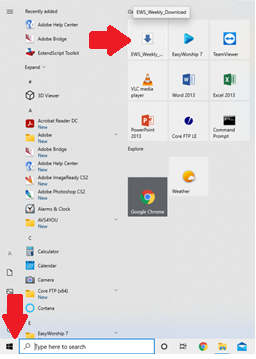 Recently added
Adobe Help Center
Adobe Bridge
ExtendScript Toolkit
Expand
#
3D Viewer
A
Acrobat Reader DC
New
Adobe
New
Adobe Bridge
Adobe Help Center
Adobe ImageReady CS2
Adobe Photoshop CS2
Alarms & Clock
AVS4YOU
New
C
Calculator
Calendar
Camera
Core FTP (x64)
New
Cortana
E
EasyWorship 7
EWS_Weekly_Download
EWS_Weekly_...
EasyWorship 7
TeamViewer
VLC media player
Word 2013
Excel 2013
PowerPoint 2013
Core FTP LE
Command Prompt
Explore
Google Chrome
Weather
Type here to search